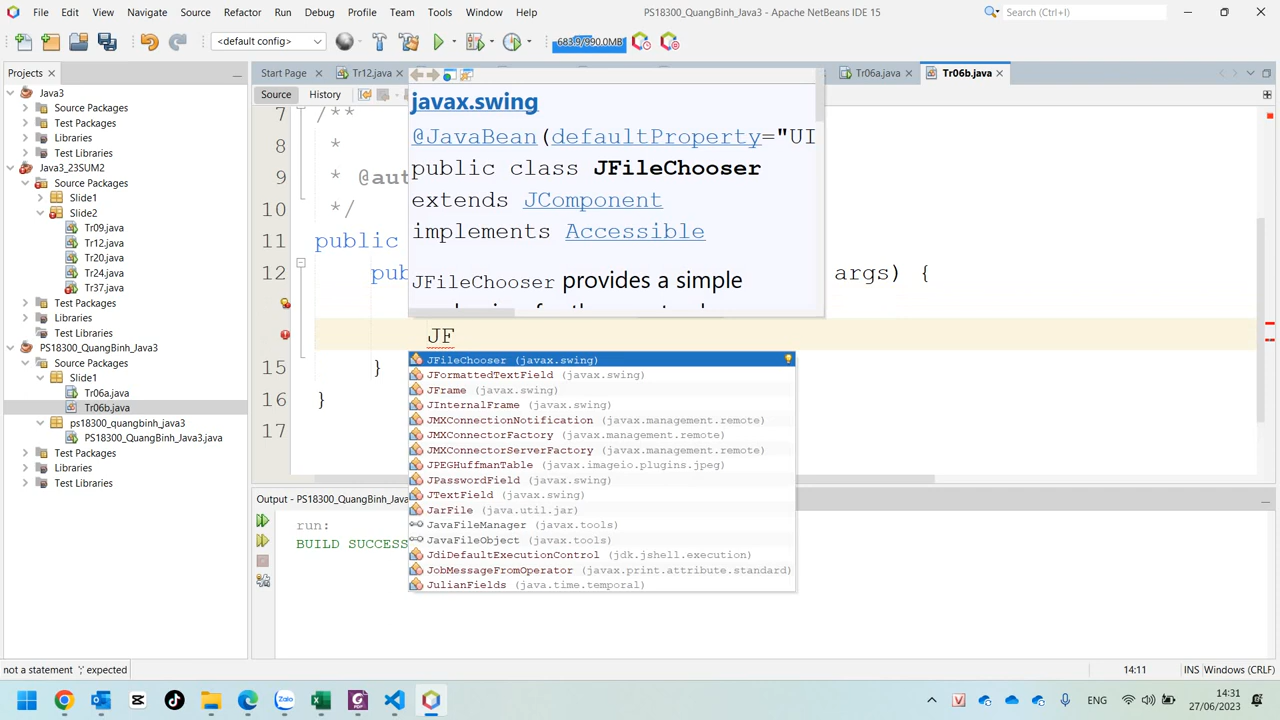 File Edit View Navigate Source Refactor Run Debug Profile Team Tools Window Help
PS18300_QuangBinh_Java3 - Apache NetBeans IDE 15
Search (Ctrl+I)
<default config>
683.9/990.0MB
Projects
Start Page
Tr12.java
Tr06a.java
Tr06b.java
Source
History
Java3
Source Packages
Test Packages
Libraries
Test Libraries
Java3_23SUM2
Source Packages
Slide1
Slide2
Tr09.java
Tr12.java
Tr20.java
Tr24.java
Tr37.java
Test Packages
Libraries
Test Libraries
PS18300_QuangBinh_Java3
Source Packages
Slide1
Tr06a.java
Tr06b.java
ps18300_quangbinh_java3
PS18300_QuangBinh_Java3.java
Test Packages
Libraries
Test Libraries
7 /**
8 *
9 * @aut
10 */
11 public
12 pub args) {
JF
15 }
16 }
17
javax.swing
@JavaBean(defaultProperty="UI
public class JFileChooser
extends JComponent
implements Accessible
JFileChooser provides a simple
JFileChooser (javax.swing)
JFormattedTextField (javax.swing)
JFrame (javax.swing)
JInternalFrame (javax.swing)
JMXConnectionNotification (javax.management.remote)
JMXConnectorFactory (javax.management.remote)
JMXConnectorServerFactory (javax.management.remote)
JPEGHuffmanTable (javax.imageio.plugins.jpeg)
JPasswordField (javax.swing)
JTextField (javax.swing)
JarFile (java.util.jar)
JavaFileManager (javax.tools)
JavaFileObject (javax.tools)
JdiDefaultExecutionControl (jdk.jshell.execution)
JobMessageFromOperator (javax.print.attribute.standard)
JulianFields (java.time.temporal)
Output - PS18300_QuangBinh_Java
run:
BUILD SUCCESS
not a statement ';' expected
14:11
INS Windows (CRLF)
ENG
14:31
27/06/2023